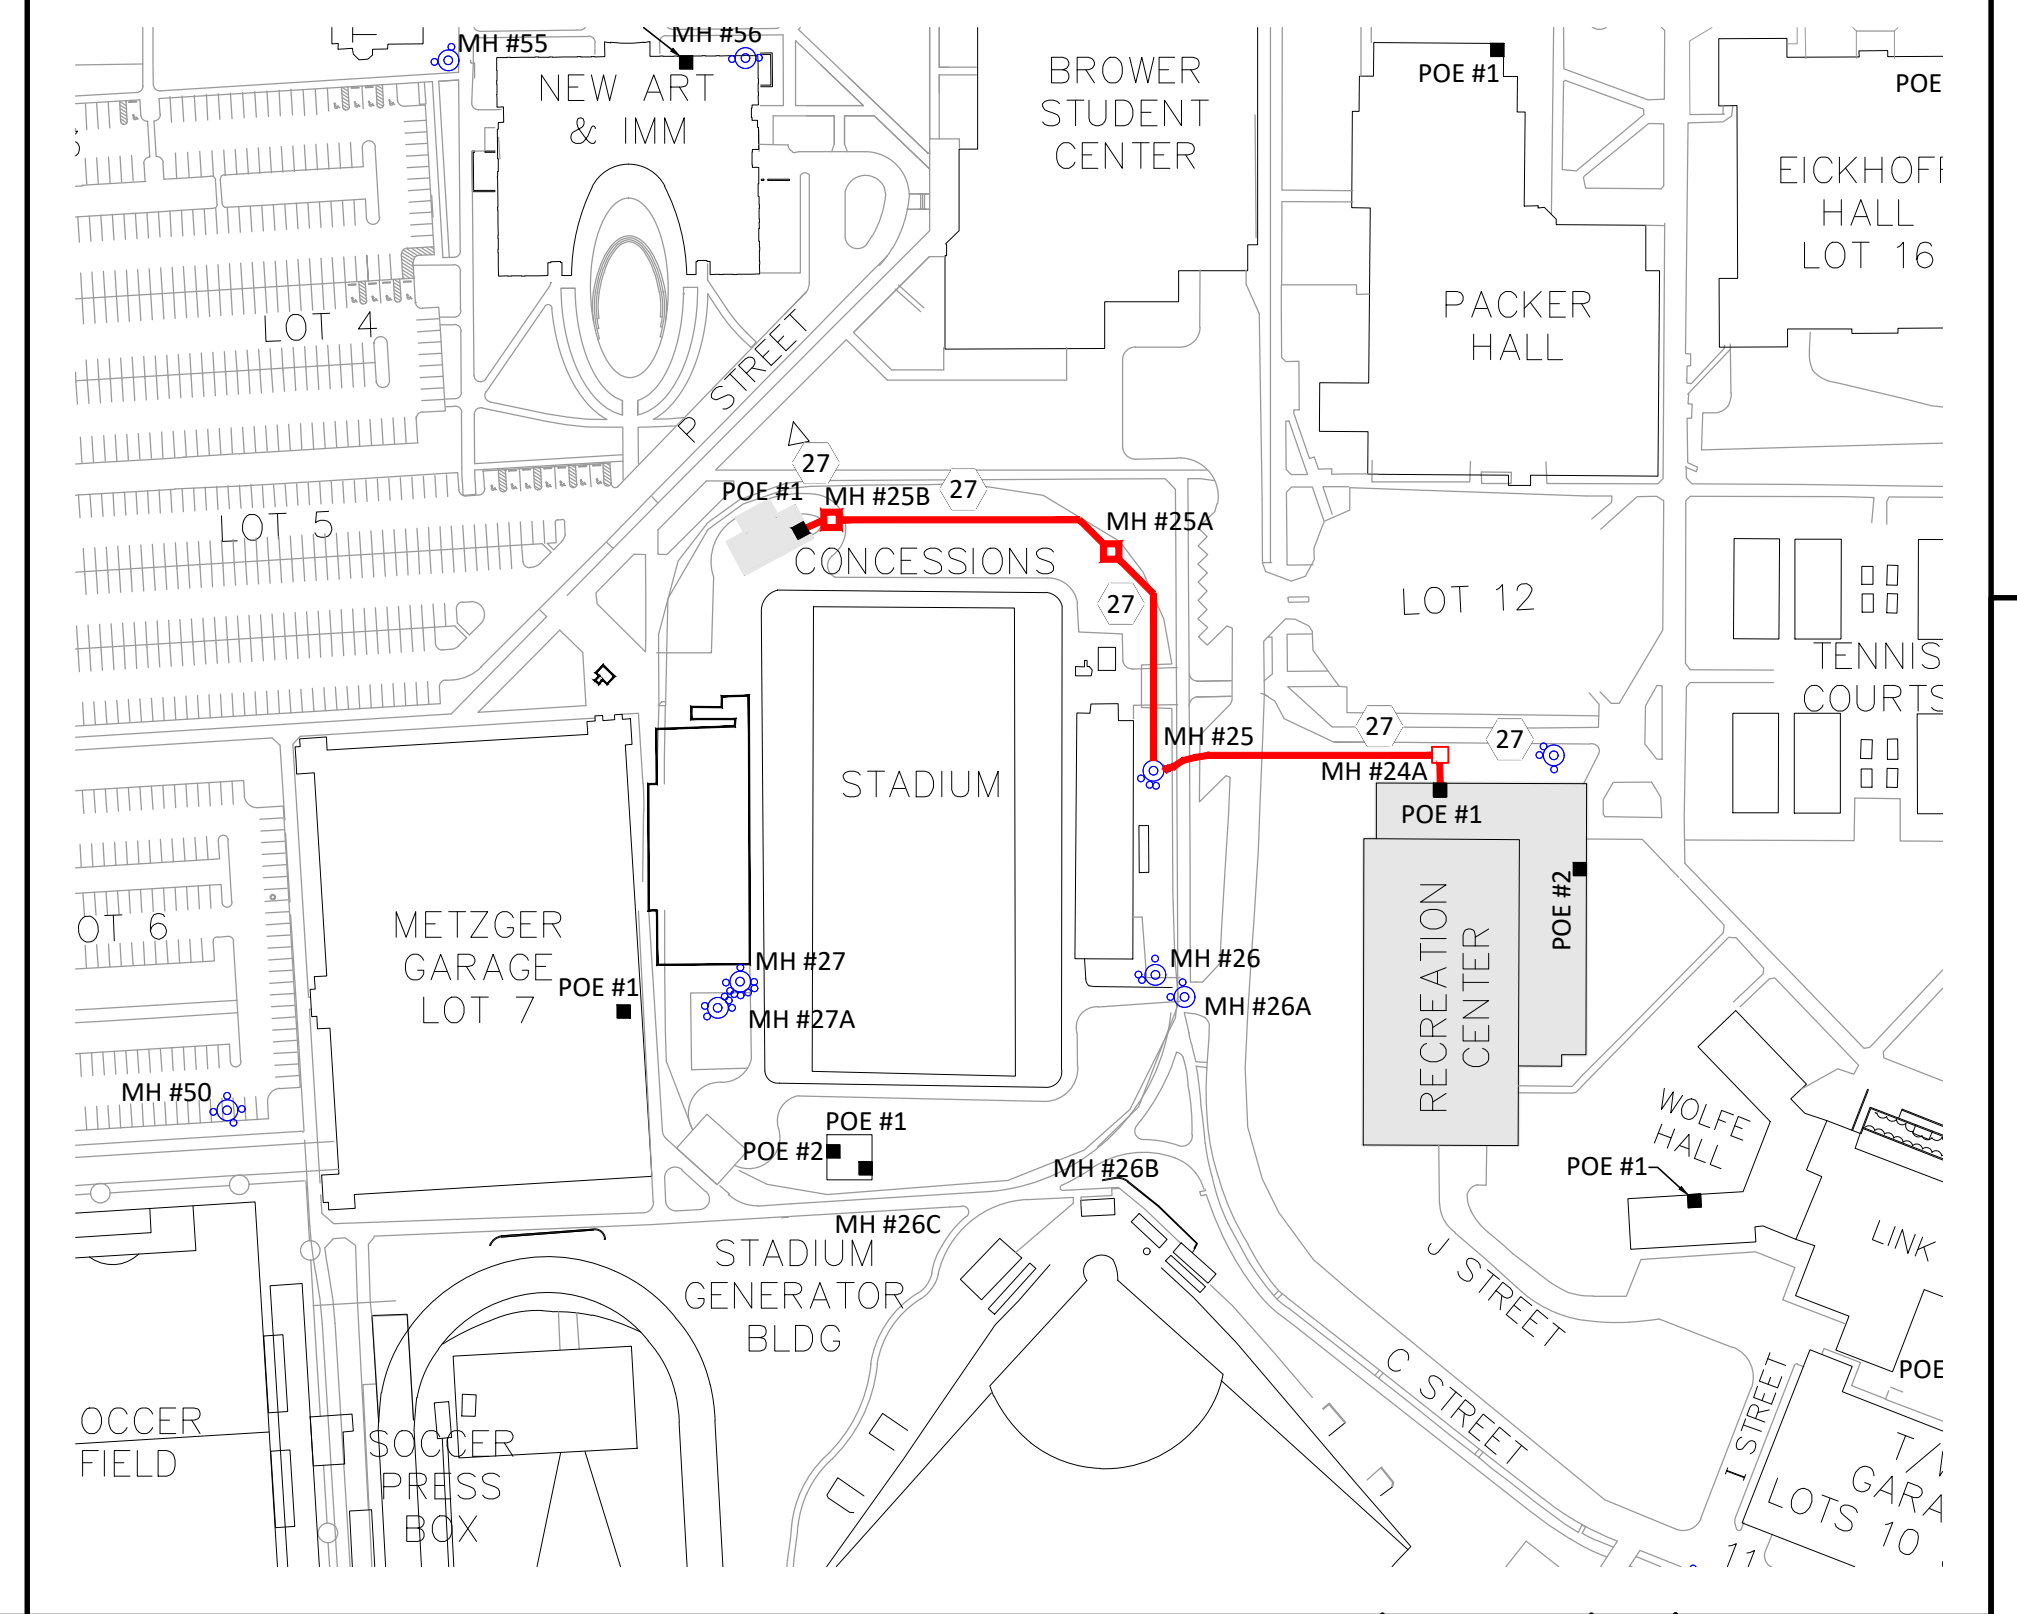 MH #55
MH #56
NEW ART
& IMM
BROWER
STUDENT
CENTER
POE #1
POE
EICKHOFF
HALL
LOT 16
PACKER
HALL
LOT 4
P STREET
27
POE #1
MH #25B
27
MH #25A
CONCESSIONS
LOT 5
27
LOT 12
TENNIS
COURTS
MH #25
27
27
MH #24A
POE #1
STADIUM
POE #2
RECREATION
CENTER
OT 6
METZGER
GARAGE
LOT 7
POE #1
MH #27
MH #27A
MH #26
MH #26A
MH #50
POE #1
POE #2
MH #26B
MH #26C
STADIUM
GENERATOR
BLDG
WOLFE
HALL
POE #1
LINK
J STREET
C STREET
I STREET
POE
OCCER
FIELD
SOCCER
PRESS
BOX
GARA
LOTS 10
11